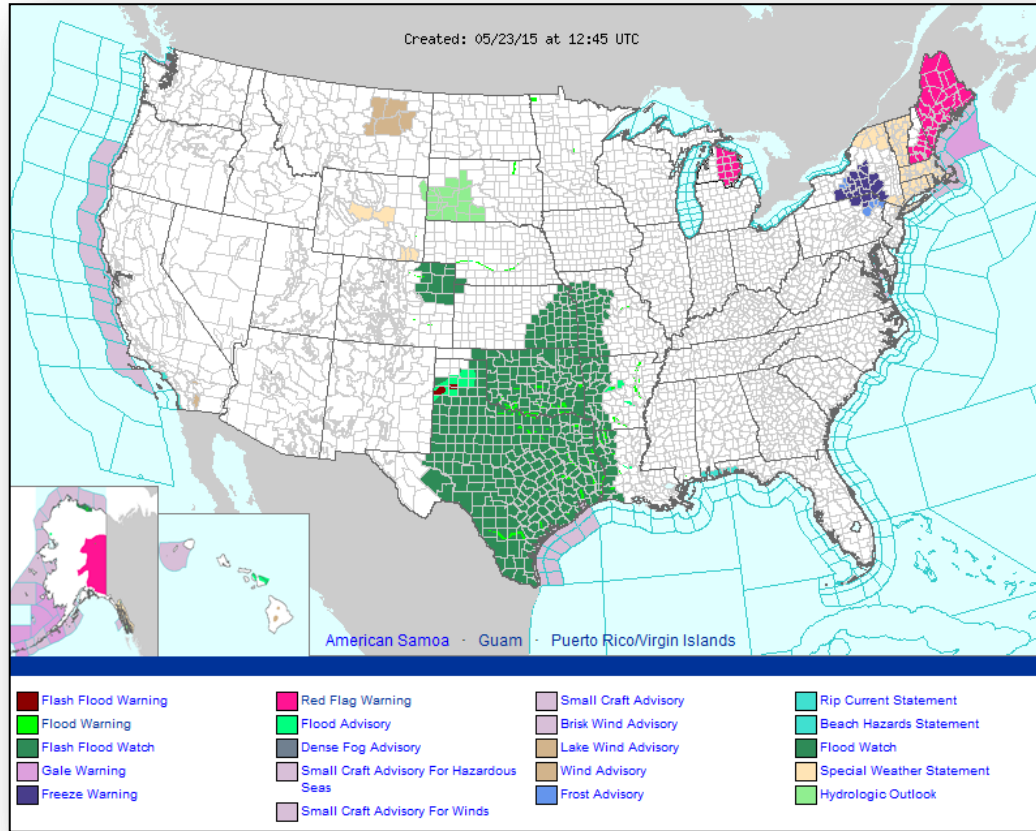 Created: 05/23/15 at 12:45 UTC
American Samoa - Guam - Puerto Rico/Virgin Islands
Flash Flood Warning
Flood Warning
Flash Flood Watch
Gale Warning
Freeze Warning
Red Flag Warning
Flood Advisory
Dense Fog Advisory
Small Craft Advisory For Hazardous
Seas
Small Craft Advisory For Winds
Small Craft Advisory
Brisk Wind Advisory
Lake Wind Advisory
Wind Advisory
Frost Advisory
Rip Current Statement
Beach Hazards Statement
Flood Watch
Special Weather Statement
Hydrologic Outlook